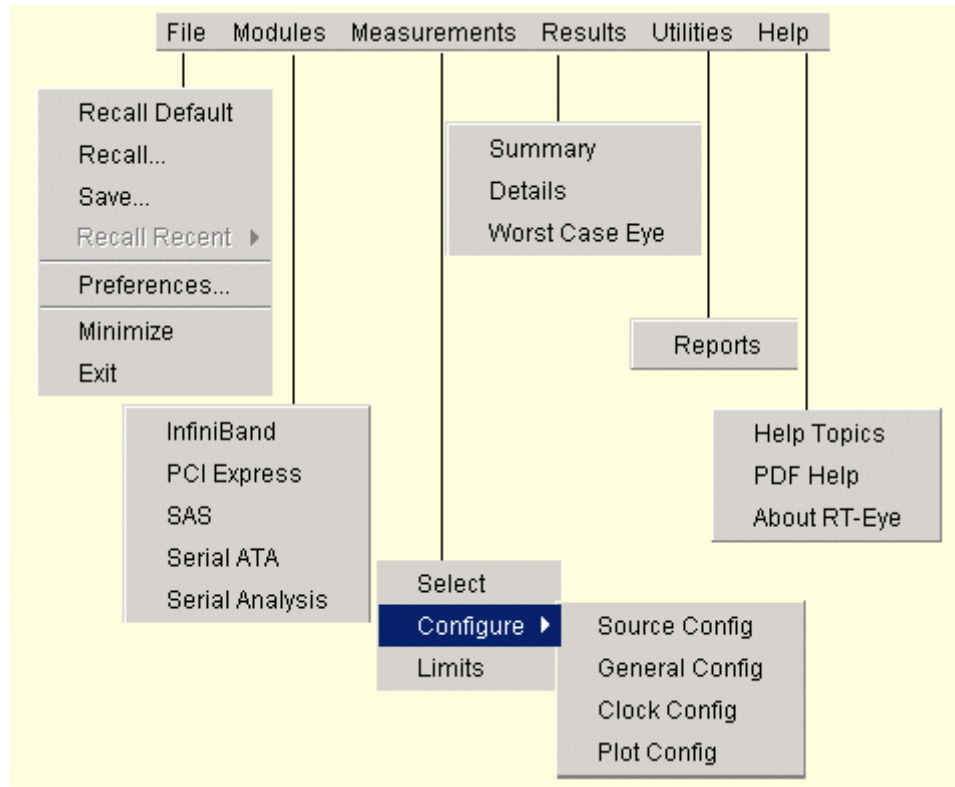 File Modules Measurements Results Utilities Help
Recall Default
Recall...
Save...
Recall Recent
Preferences...
Minimize
Exit
InfiniBand
PCI Express
SAS
Serial ATA
Serial Analysis
Select
Configure
Limits
Source Config
General Config
Clock Config
Plot Config
Summary
Details
Worst Case Eye
Reports
Help Topics
PDF Help
About RT-Eye